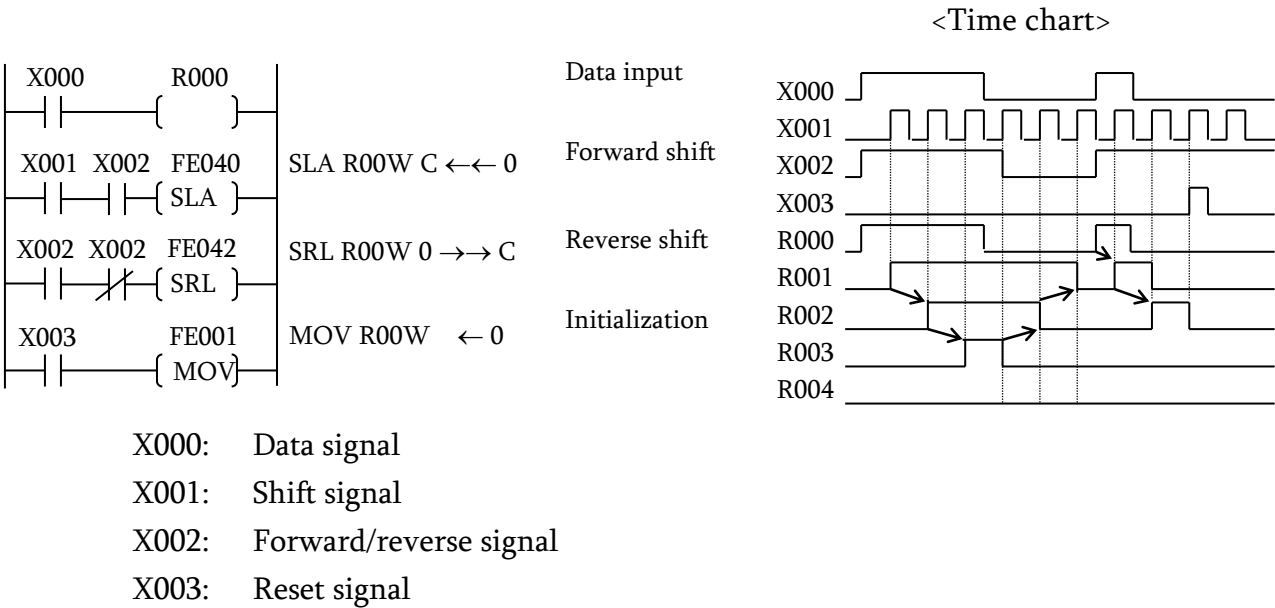 <Time chart>
X000 R000 Data input
X001 X002 FE040
SLA SLA R00W C ←← 0 Forward shift
X002 X002 FE042
SRL SRL R00W 0 →→ C Reverse shift
X003 FE001
MOV MOV R00W ← 0 Initialization
X000
X001
X002
X003
R000
R001
R002
R003
R004
X000: Data signal
X001: Shift signal
X002: Forward/reverse signal
X003: Reset signal